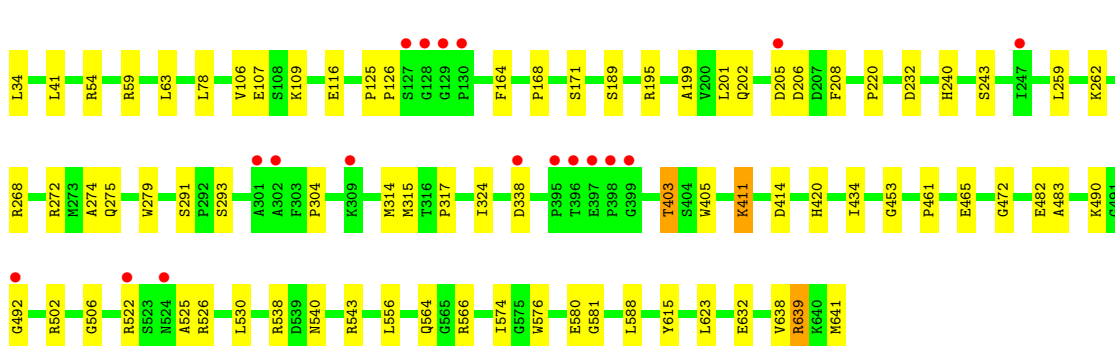 L34 L41 R54 R59 L63 L78 V106 E107 S108 K109 E116 P125 P126 S127 G128 G129 P130 F164 P168 S171 S189 R195 A199 V200 L201 Q202 D205 D206 D207 F208 P220 D232 H240 S243 I247 L259 K262
R268 R272 M273 A274 Q275 W279 S291 P292 S293 A301 A302 F303 P304 K309 M314 M315 T316 P317 I324 D338 P395 T396 E397 P398 G399 T403 S404 W405 K411 D414 H420 I434 G453 P461 E465 G472 E482 A483 K490 G491
G492 R502 G506 R522 S523 N524 A525 R526 L530 R538 D539 N540 R543 L556 Q564 G565 R566 I574 G575 W576 E580 G581 L588 Y615 L623 E632 V638 R639 K640 M641